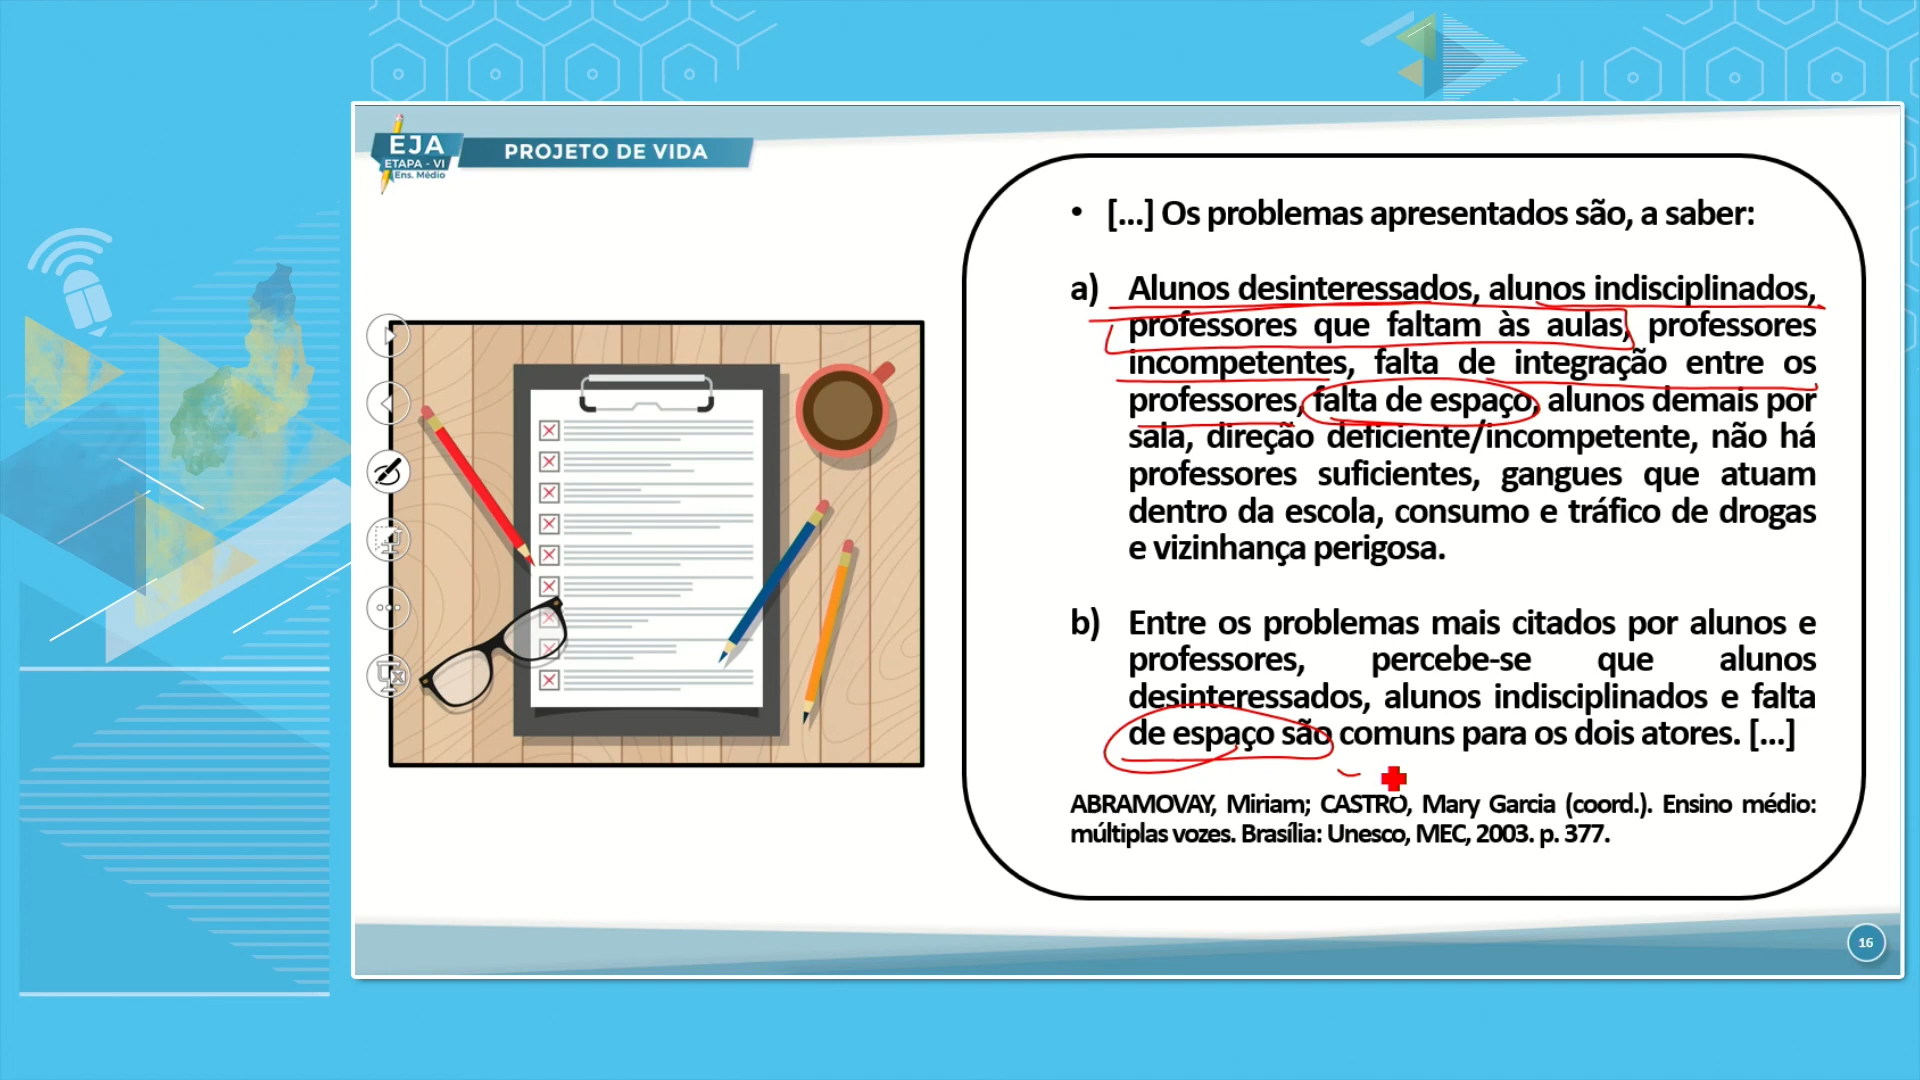 EJA
ETAPA - VI
Ens. Médio
PROJETO DE VIDA
• [...] Os problemas apresentados são, a saber:
a) Alunos desinteressados, alunos indisciplinados,
professores que faltam às aulas, professores
incompetentes, falta de integração entre os
professores, falta de espaço, alunos demais por
sala, direção deficiente/incompetente, não há
professores suficientes, gangues que atuam
dentro da escola, consumo e tráfico de drogas
e vizinhança perigosa.
b) Entre os problemas mais citados por alunos e
professores, percebe-se que alunos
desinteressados, alunos indisciplinados e falta
de espaço são comuns para os dois atores. [...]
ABRAMOVAY, Miriam; CASTRO, Mary Garcia (coord.). Ensino médio:
múltiplas vozes. Brasília: Unesco, MEC, 2003. p. 377.
16